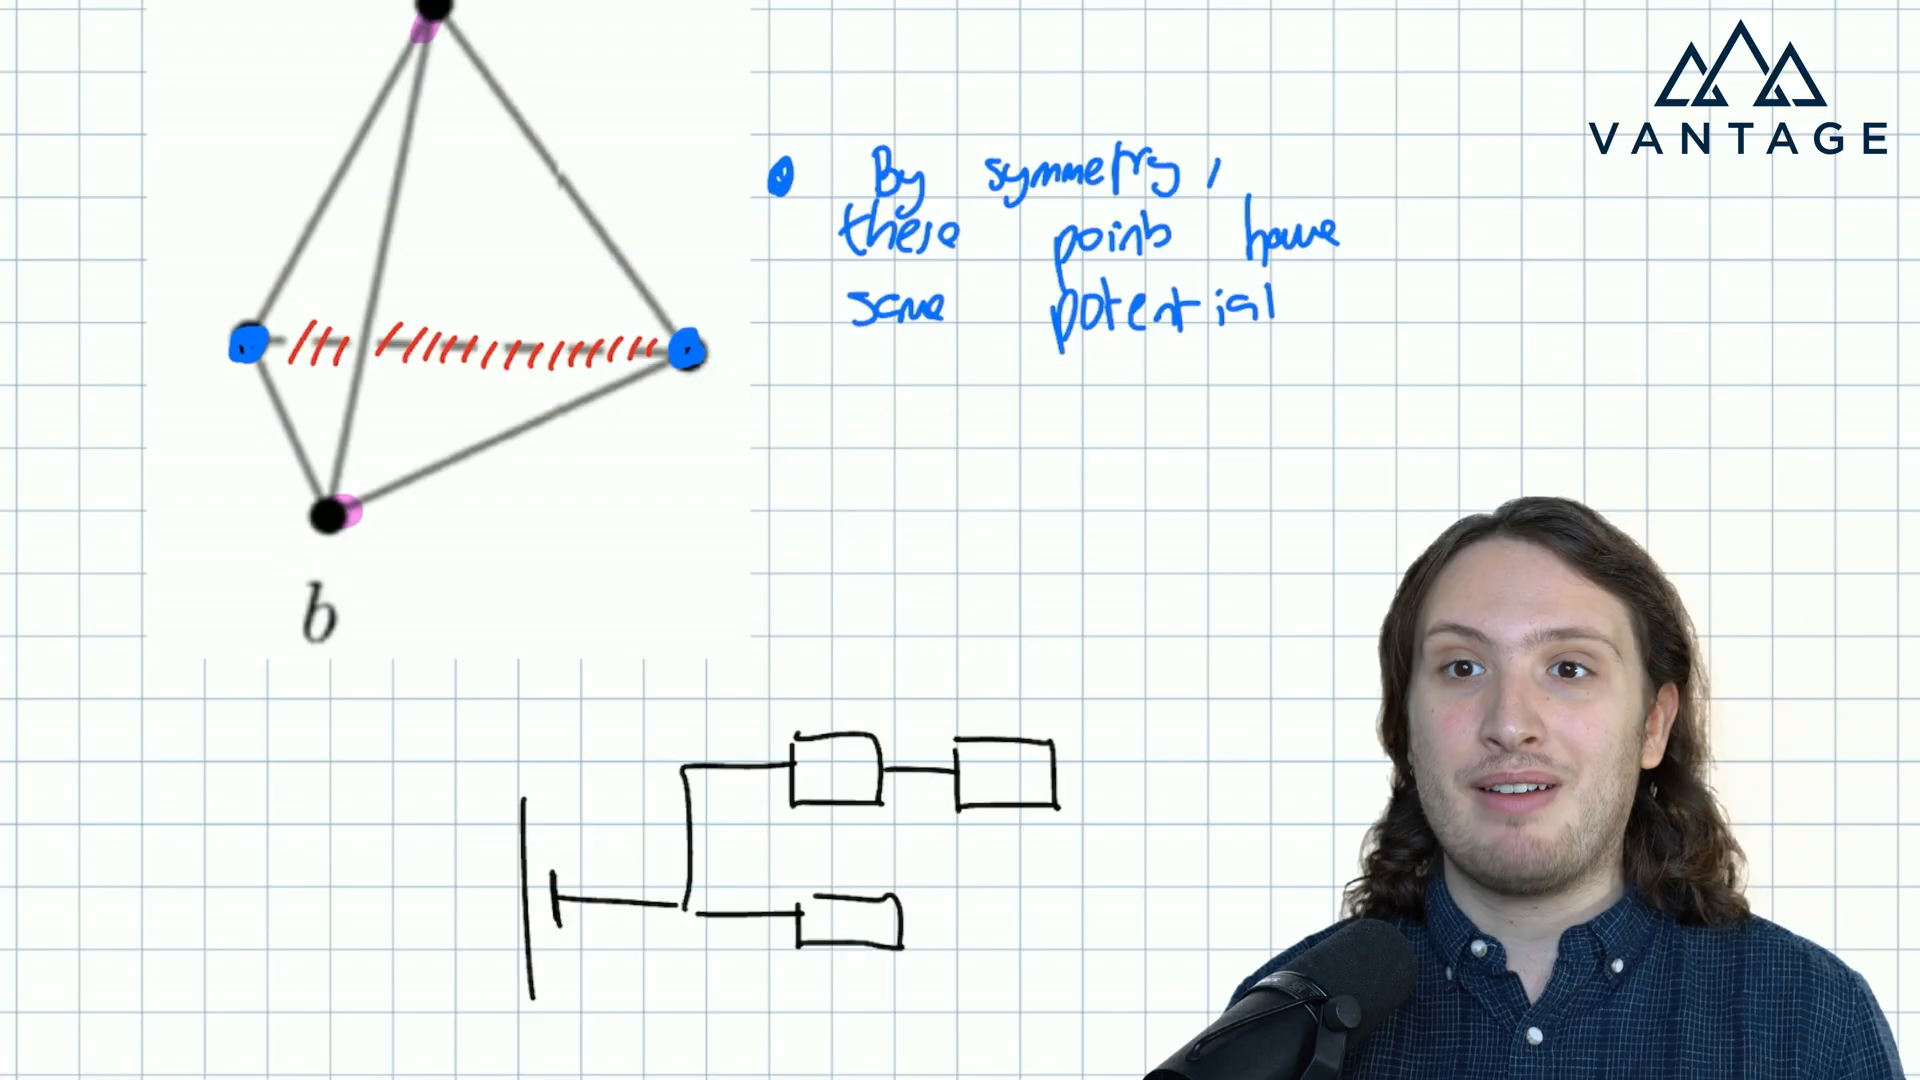 VANTAGE
By symmetry,
these points have
same potential
b